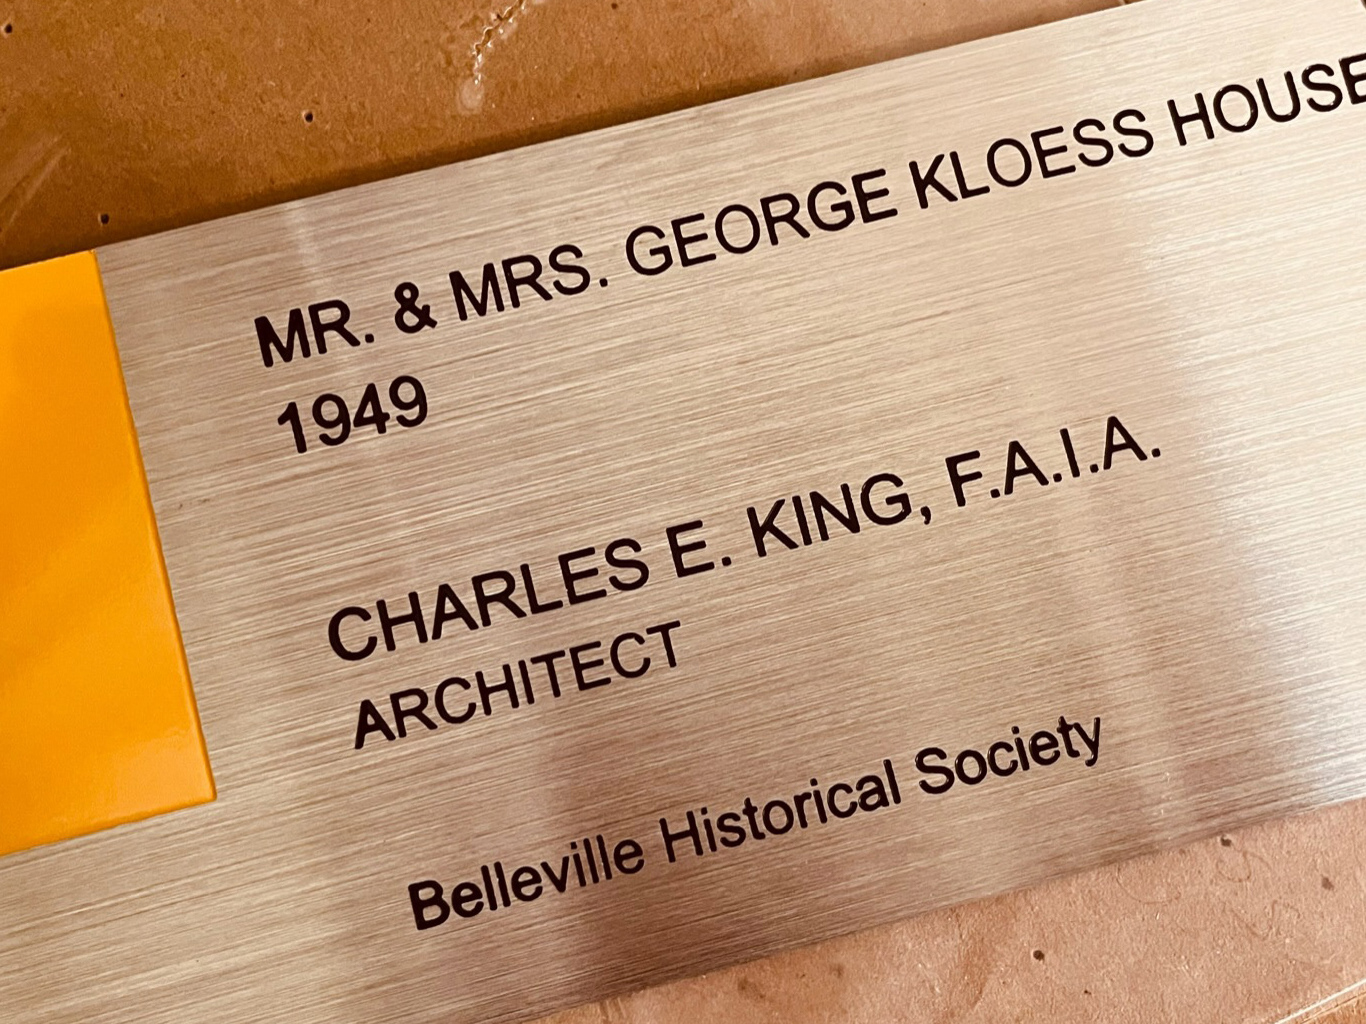 MR. & MRS. GEORGE KLOESS HOUSE
1949
CHARLES E. KING, F.A.I.A.
ARCHITECT
Belleville Historical Society